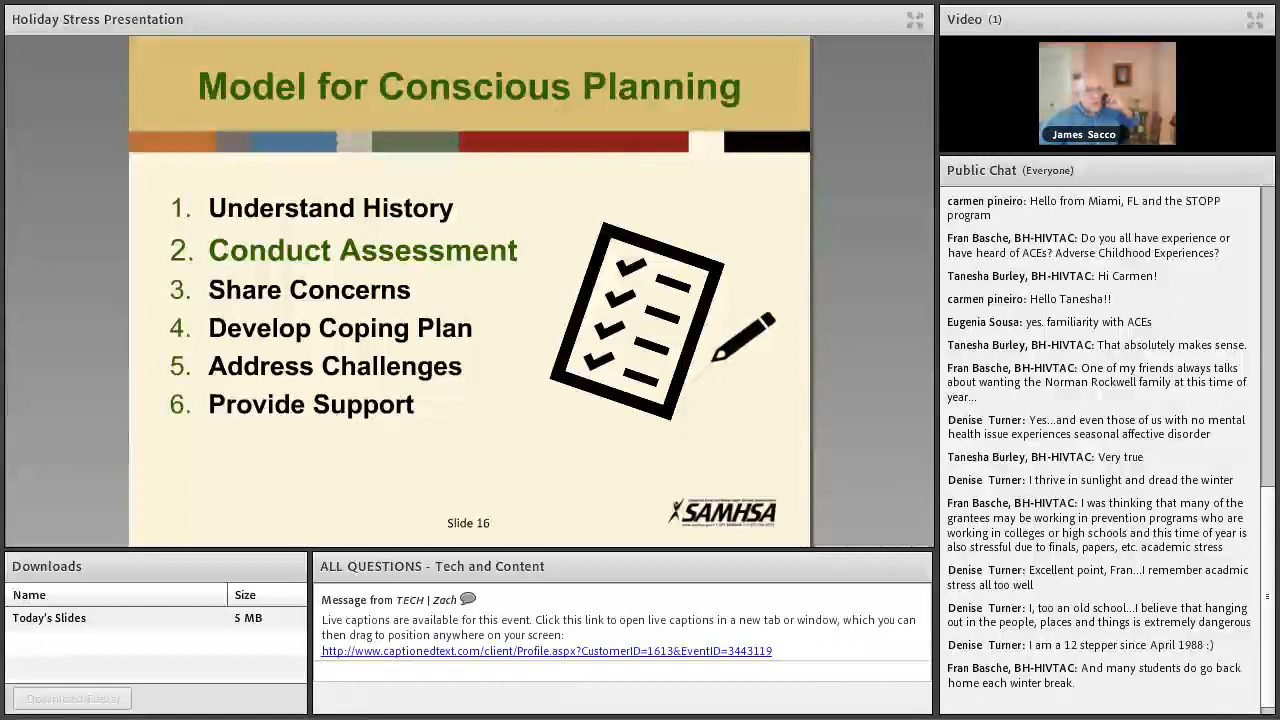 Holiday Stress Presentation
Model for Conscious Planning
1. Understand History
2. Conduct Assessment
3. Share Concerns
4. Develop Coping Plan
5. Address Challenges
6. Provide Support
Slide 16
SAMHSA
Video (1)
James Sacco
Public Chat (Everyone)
carmen pineiro: Hello from Miami, FL and the STOPP
program
Fran Basche, BH-HIVTAC: Do you all have experience or
have heard of ACEs? Adverse Childhood Experiences?
Tanesha Burley, BH-HIVTAC: Hi Carmen!
carmen pineiro: Hello Tanesha!!
Eugenia Sousa: yes. familiarity with ACEs
Tanesha Burley, BH-HIVTAC: That absolutely makes sense.
Fran Basche, BH-HIVTAC: One of my friends always talks
about wanting the Norman Rockwell family at this time of
year...
Denise Turner: Yes...and even those of us with no mental
health issue experiences seasonal affective disorder
Tanesha Burley, BH-HIVTAC: Very true
Denise Turner: I thrive in sunlight and dread the winter
Fran Basche, BH-HIVTAC: I was thinking that many of the
grantees may be working in prevention programs who are
working in colleges or high schools and this time of year is
also stressful due to finals, papers, etc. academic stress
Denise Turner: Excellent point, Fran...I remember acadmic
stress all too well
Denise Turner: I, too an old school...I believe that hanging
out in the people, places and things is extremely dangerous
Denise Turner: I am a 12 stepper since April 1988 :)
Fran Basche, BH-HIVTAC: And many students do go back
home each winter break.
Downloads
Name Size
Today's Slides 5 MB
Download File(s)
ALL QUESTIONS - Tech and Content
Message from TECH | Zach
Live captions are available for this event. Click this link to open live captions in a new tab or window, which you can
then drag to position anywhere on your screen:
http://www.captionedtext.com/client/Profile.aspx?CustomerID=1613&EventID=3443119